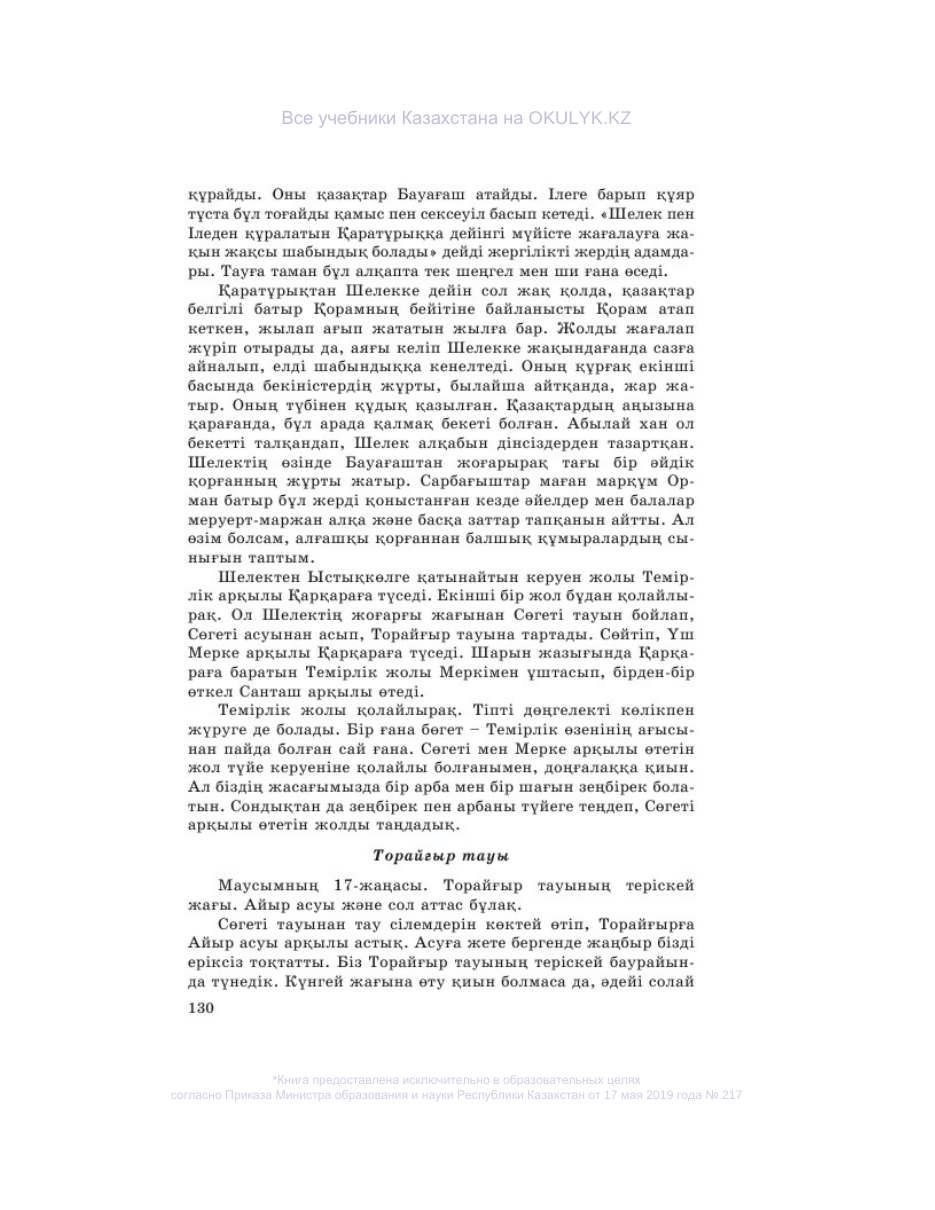 Все учебники Казахстана на OKULYK.KZ
құрайды. Оны қазақтар Бауағаш атайды. Ілеге барып құяр
тұста бұл тоғайды қамыс пен сексеуіл басып кетеді. «Шелек пен
Іледен құралатын Қаратұрыққа дейінгі мүйісте жағалауға жа-
қын жақсы шабындық болады» дейді жергілікті жердің адамда-
ры. Тауға таман бұл алқапта тек шеңгел мен ши ғана өседі.
Қаратұрықтан Шелекке дейін сол жақ қолда, қазақтар
белгілі батыр Қорамның бейітіне байланысты Қорам атап
кеткен, жылап ағып жататын жылға бар. Жолды жағалап
жүріп отырады да, аяғы келіп Шелекке жақындағанда сазға
айналып, елді шабындыққа кенелтеді. Оның құрғақ екінші
басында бекіністердің жұрты, былайша айтқанда, жар жа-
тыр. Оның түбінен құдық қазылған. Қазақтардың аңызына
қарағанда, бұл арада қалмақ бекеті болған. Абылай хан ол
бекетті талқандап, Шелек алқабын дінсіздерден тазартқан.
Шелектің өзінде Бауағаштан жоғарырақ тағы бір әйдік
қорғанның жұрты жатыр. Сарбағыштар маған марқұм Ор-
ман батыр бұл жерді қоныстанған кезде әйелдер мен балалар
меруерт-маржан алқа және басқа заттар тапқанын айтты. Ал
өзім болсам, алғашқы қорғаннан балшық құмыралардың сы-
нығын таптым.
Шелектен Ыстықкөлге қатынайтын керуен жолы Темір-
лік арқылы Қарқараға түседі. Екінші бір жол бұдан қолайлы-
рақ. Ол Шелектің жоғарғы жағынан Сөгеті тауын бойлап,
Сөгеті асуынан асып, Торайғыр тауына тартады. Сөйтіп, Үш
Мерке арқылы Қарқараға түседі. Шарын жазығында Қарқа-
раға баратын Темірлік жолы Меркімен ұштасып, бірден-бір
өткел Санташ арқылы өтеді.
Темірлік жолы қолайлырақ. Тіпті дөңгелекті көлікпен
жүруге де болады. Бір ғана бөгет – Темірлік өзенінің ағысы-
нан пайда болған сай ғана. Сөгеті мен Мерке арқылы өтетін
жол түйе керуеніне қолайлы болғанымен, доңғалаққа қиын.
Ал біздің жасағымызда бір арба мен бір шағын зеңбірек бола-
тын. Сондықтан да зеңбірек пен арбаны түйеге теңдеп, Сөгеті
арқылы өтетін жолды таңдадық.
Торайғыр тауы
Маусымның 17-жаңасы. Торайғыр тауының теріскей
жағы. Айыр асуы және сол аттас бұлақ.
Сөгеті тауынан тау сілемдерін көктей өтіп, Торайғырға
Айыр асуы арқылы астық. Асуға жете бергенде жаңбыр бізді
еріксіз тоқтатты. Біз Торайғыр тауының теріскей баурайын-
да түнедік. Күнгей жағына өту қиын болмаса да, әдейі солай
130
*Книга предоставлена исключительно в образовательных целях
согласно Приказа Министра образования и науки Республики Казахстан от 17 мая 2019 года № 217